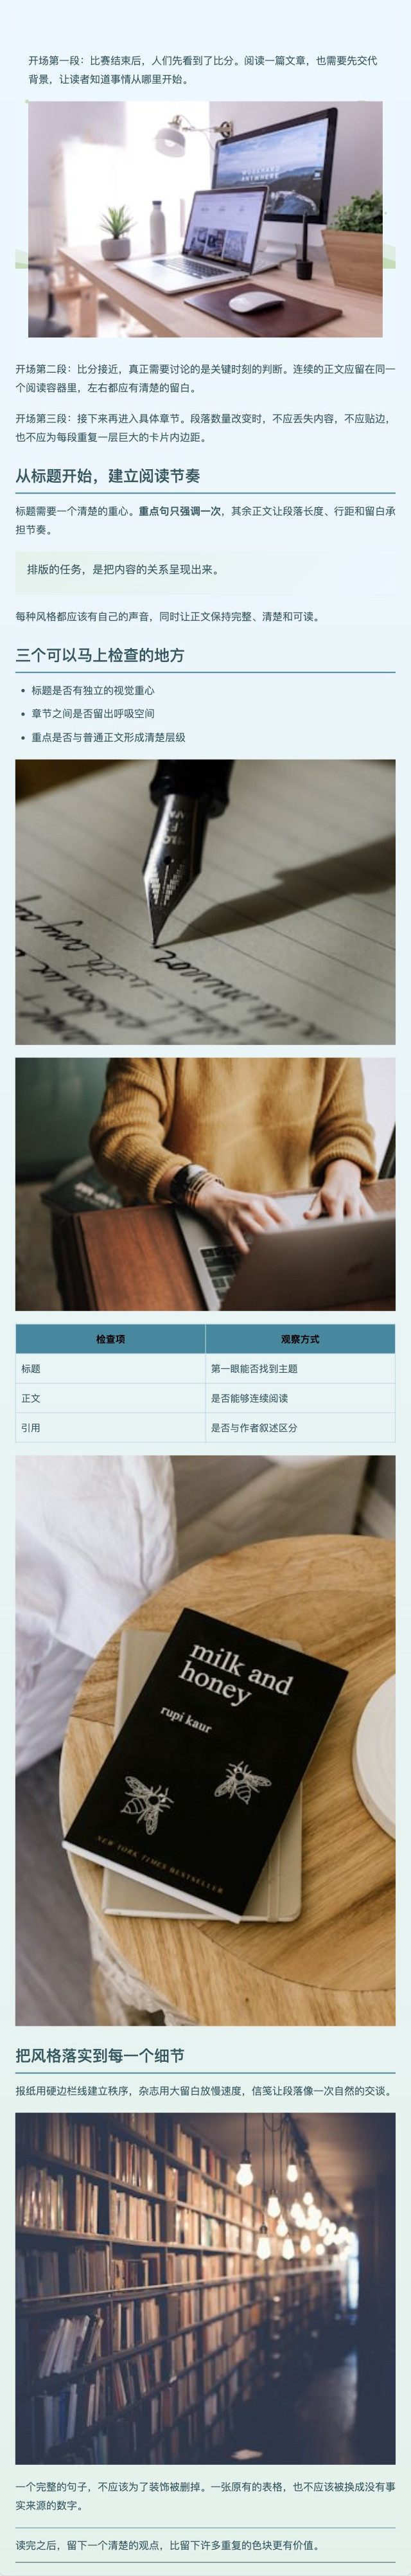 开场第一段：比赛结束后，人们先看到了比分。阅读一篇文章，也需要先交代
背景，让读者知道事情从哪里开始。
开场第二段：比分接近，真正需要讨论的是关键时刻的判断。连续的正文应留在同一
个阅读容器里，左右都应有清楚的留白。
开场第三段：接下来再进入具体章节。段落数量改变时，不应丢失内容，不应贴边，
也不应为每段重复一层巨大的卡片内边距。
从标题开始，建立阅读节奏
标题需要一个清楚的重心。重点句只强调一次，其余正文让段落长度、行距和留白承
担节奏。
排版的任务，是把内容的关系呈现出来。
每种风格都应该有自己的声音，同时让正文保持完整、清楚和可读。
三个可以马上检查的地方
• 标题是否有独立的视觉重心
• 章节之间是否留出呼吸空间
• 重点是否与普通正文形成清楚层级
检查项 观察方式
标题 第一眼能否找到主题
正文 是否能够连续阅读
引用 是否与作者叙述区分
milk and
honey
rupi kaur
NEW YORK TIMES BESTSELLER
把风格落实到每一个细节
报纸用硬边栏线建立秩序，杂志用大留白放慢速度，信笺让段落像一次自然的交谈。
一个完整的句子，不应该为了装饰被删掉。一张原有的表格，也不应该被换成没有事
实来源的数字。
读完之后，留下一个清楚的观点，比留下许多重复的色块更有价值。